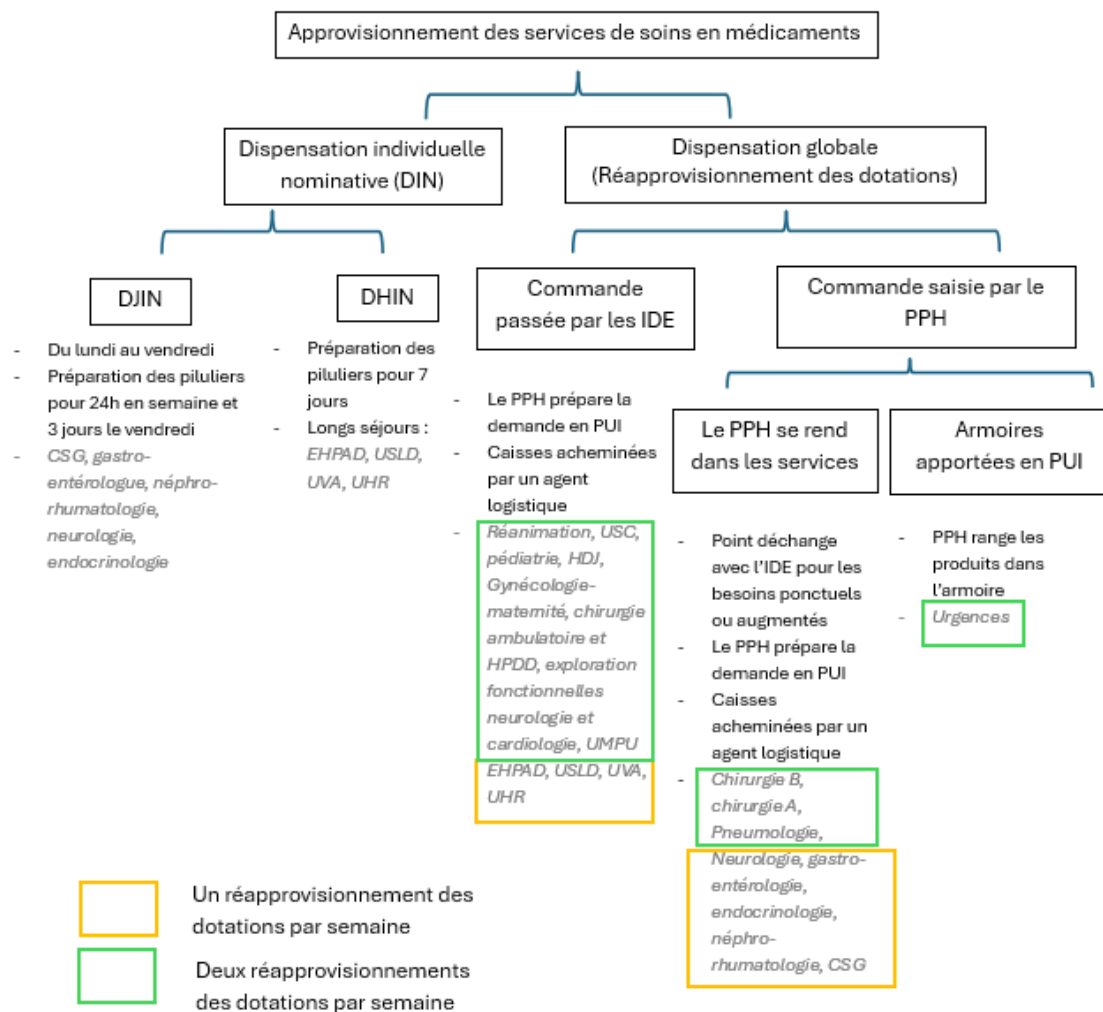 Approvisionnement des services de soins en médicaments
Dispensation individuelle
nominative (DIN)
Dispensation globale
(Réapprovisionnement des dotations)
DJIN
- Du lundi au vendredi
- Préparation des piluliers
pour 24h en semaine et
3 jours le vendredi
- CSG, gastro-
entérologue, néphro-
rhumatologie,
neurologie,
endocrinologie
DHIN
- Préparation des
piluliers pour 7
jours
- Longs séjours :
EHPAD, USLD,
UVA, UHR
Commande
passée par les IDE
- Le PPH prépare la
demande en PUI
- Caisses acheminées
par un agent
logistique
- Réanimation, USC,
pédiatrie, HDJ,
Gynécologie-
maternité, chirurgie
ambulatoire et
HPDD, exploration
fonctionnelles
neurologie et
cardiologie, UMPU
EHPAD, USLD, UVA,
UHR
Commande saisie par le
PPH
Le PPH se rend
dans les services
- Point déchange
avec l'IDE pour les
besoins ponctuels
ou augmentés
- Le PPH prépare la
demande en PUI
- Caisses
acheminées par un
agent logistique
- Chirurgie B,
chirurgie A,
Pneumologie,
Neurologie, gastro-
entérologie,
endocrinologie,
néphro-
rhumatologie, CSG
Armoires
apportées en PUI
- PPH range les
produits dans
l'armoire
- Urgences
Un réapprovisionnement des
dotations par semaine
Deux réapprovisionnements
des dotations par semaine